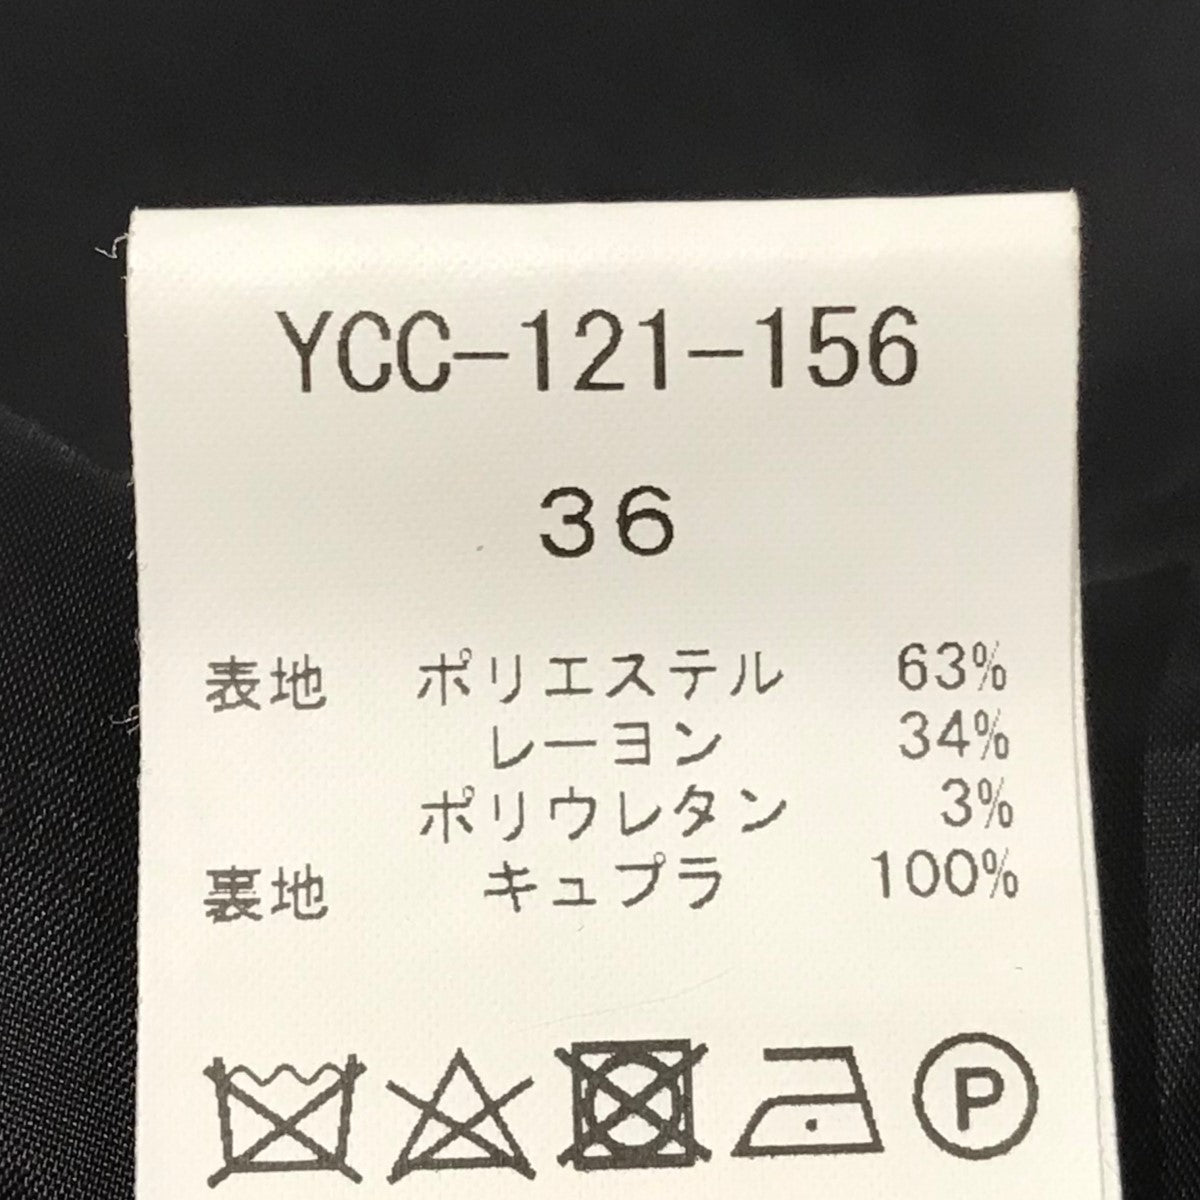 YCC-121-156
36
表地 ポリエステル 63%
レーヨン 34%
ポリウレタン 3%
裏地 キュプラ 100%
P